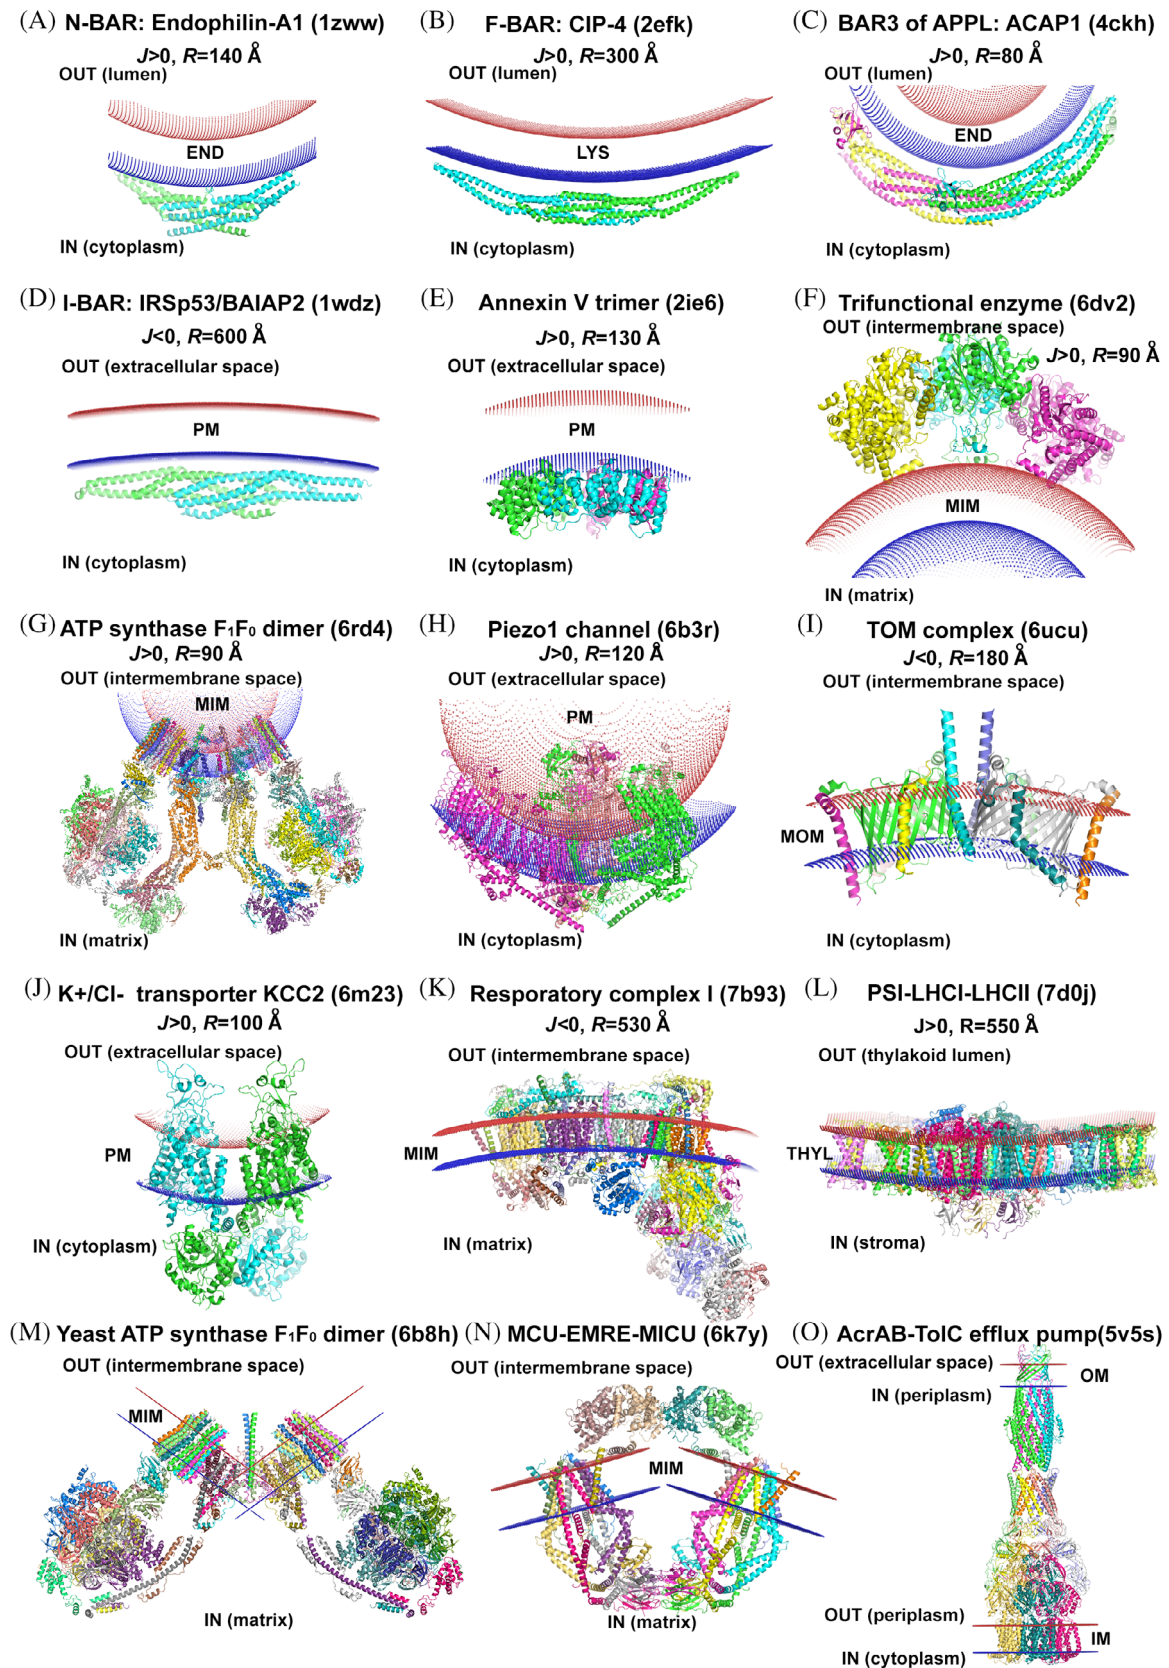 (A) N-BAR: Endophilin-A1 (1zww)
J>0, R=140 Å
OUT (lumen)
END
IN (cytoplasm)
(B) F-BAR: CIP-4 (2efk)
J>0, R=300 Å
OUT (lumen)
LYS
IN (cytoplasm)
(C) BAR3 of APPL: ACAP1 (4ckh)
J>0, R=80 Å
OUT (lumen)
END
IN (cytoplasm)
(D) I-BAR: IRSp53/BAIAP2 (1wdz)
J<0, R=600 Å
OUT (extracellular space)
PM
IN (cytoplasm)
(E) Annexin V trimer (2ie6)
J>0, R=130 Å
OUT (extracellular space)
PM
IN (cytoplasm)
(F) Trifunctional enzyme (6dv2)
OUT (intermembrane space)
J>0, R=90 Å
MIM
IN (matrix)
(G) ATP synthase F₁F₀ dimer (6rd4)
J>0, R=90 Å
OUT (intermembrane space)
MIM
IN (matrix)
(H) Piezo1 channel (6b3r)
J>0, R=120 Å
OUT (extracellular space)
PM
IN (cytoplasm)
(I) TOM complex (6ucu)
J<0, R=180 Å
OUT (intermembrane space)
MOM
IN (cytoplasm)
(J) K+/Cl- transporter KCC2 (6m23)
J>0, R=100 Å
OUT (extracellular space)
PM
IN (cytoplasm)
(K) Resporatory complex I (7b93)
J<0, R=530 Å
OUT (intermembrane space)
MIM
IN (matrix)
(L) PSI-LHCI-LHCII (7d0j)
J>0, R=550 Å
OUT (thylakoid lumen)
THYL
IN (stroma)
(M) Yeast ATP synthase F₁F₀ dimer (6b8h)
OUT (intermembrane space)
MIM
IN (matrix)
(N) MCU-EMRE-MICU (6k7y)
OUT (intermembrane space)
MIM
IN (matrix)
(O) AcrAB-TolC efflux pump(5v5s)
OUT (extracellular space)
OM
IN (periplasm)
OUT (periplasm)
IM
IN (cytoplasm)